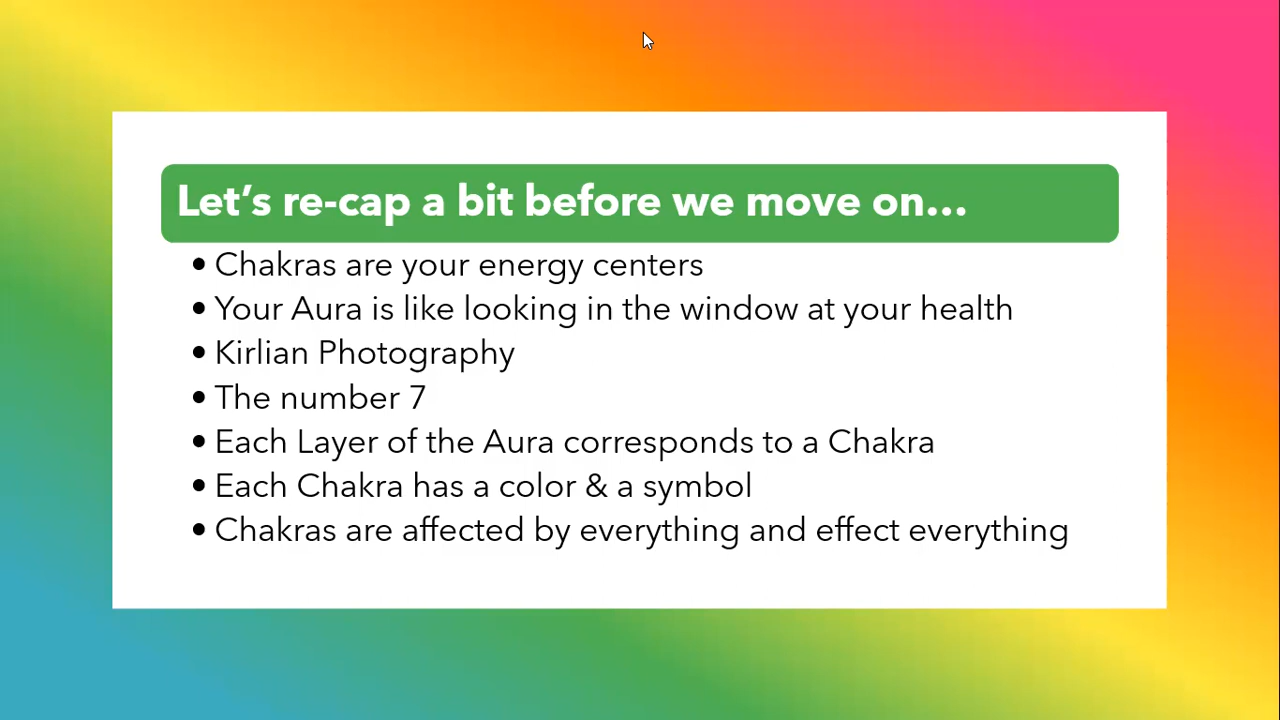 Let’s re-cap a bit before we move on...
• Chakras are your energy centers
• Your Aura is like looking in the window at your health
• Kirlian Photography
• The number 7
• Each Layer of the Aura corresponds to a Chakra
• Each Chakra has a color & a symbol
• Chakras are affected by everything and effect everything